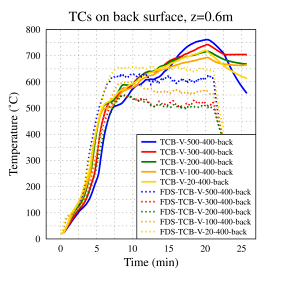 TCs on back surface, z=0.6m
Temperature (°C)
800
700
600
500
400
300
200
100
0
TCB-V-500-400-back
TCB-V-300-400-back
TCB-V-200-400-back
TCB-V-100-400-back
TCB-V-20-400-back
FDS-TCB-V-500-400-back
FDS-TCB-V-300-400-back
FDS-TCB-V-200-400-back
FDS-TCB-V-100-400-back
FDS-TCB-V-20-400-back
0 5 10 15 20 25
Time (min)